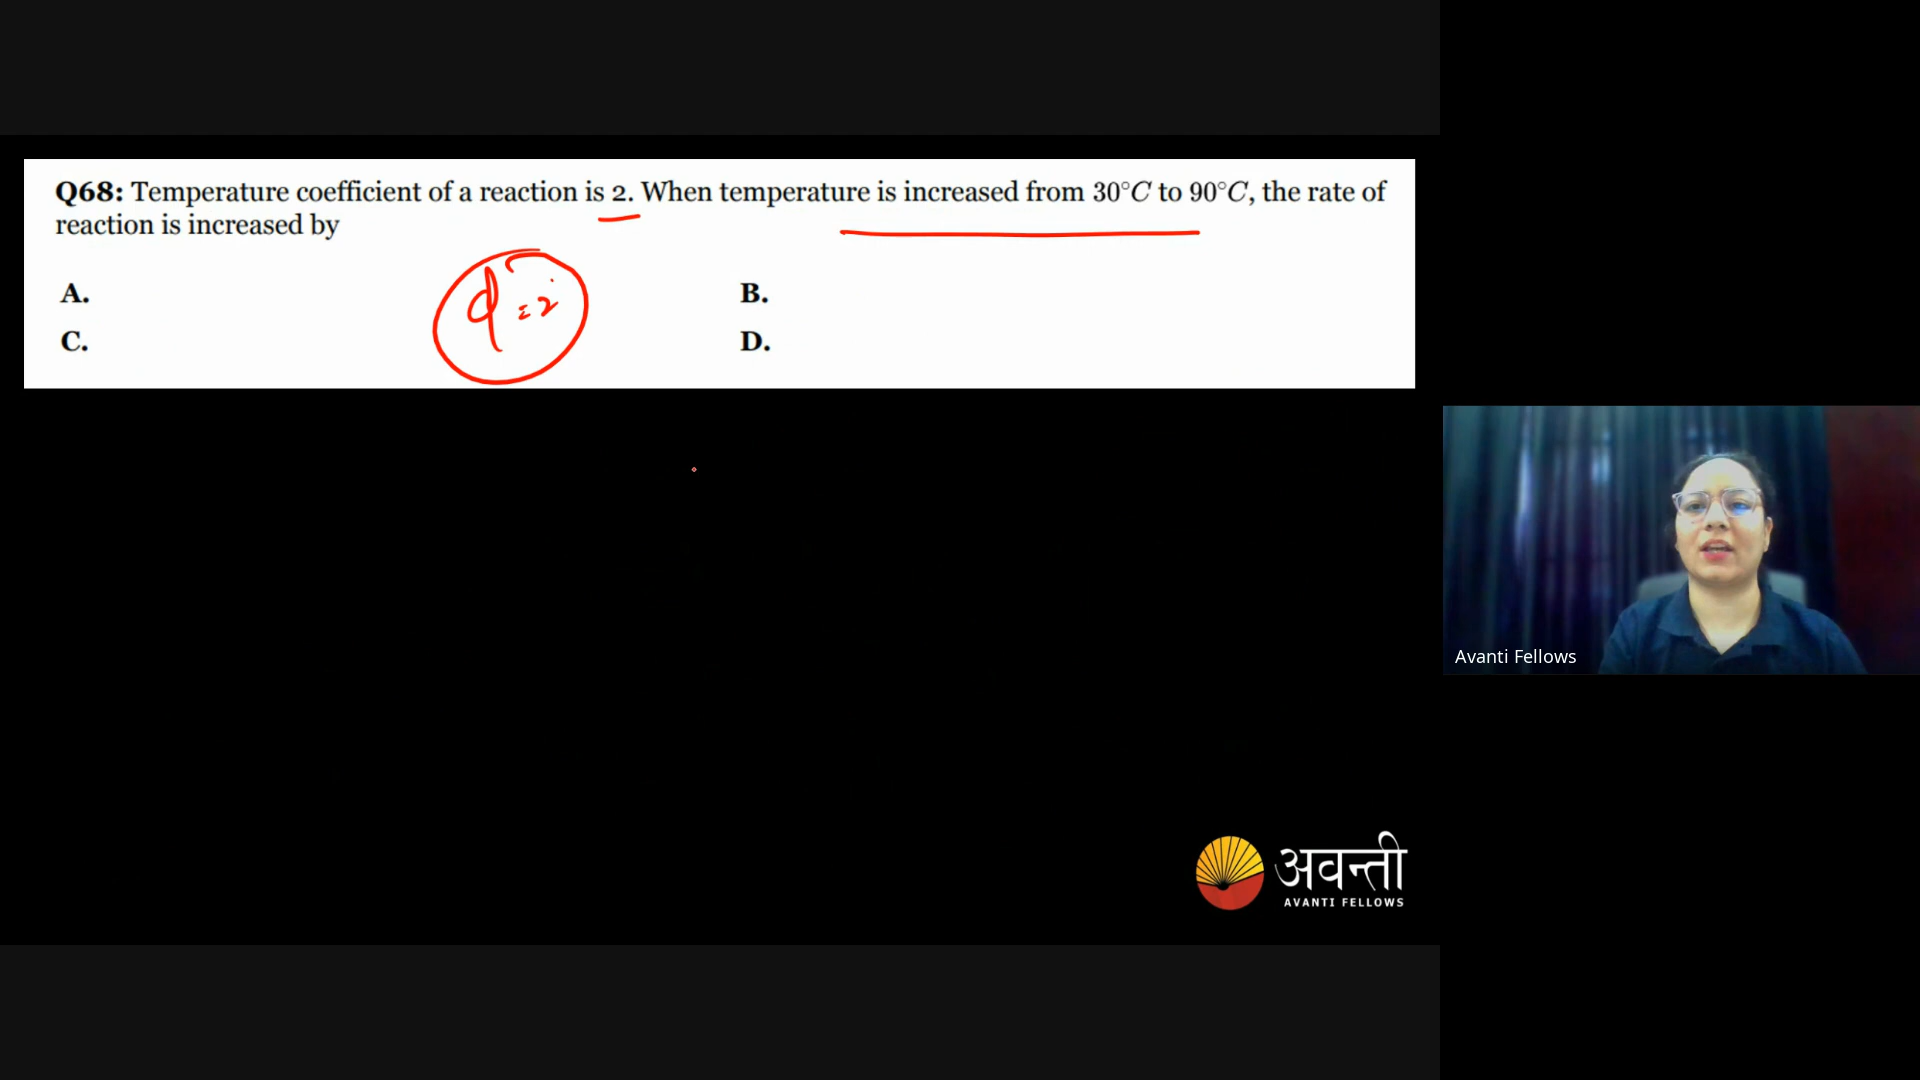 Q68: Temperature coefficient of a reaction is 2. When temperature is increased from 30°C to 90°C, the rate of
reaction is increased by
A.
B.
C.
D.
=2
Avanti Fellows
अवन्ती
AVANTI FELLOWS